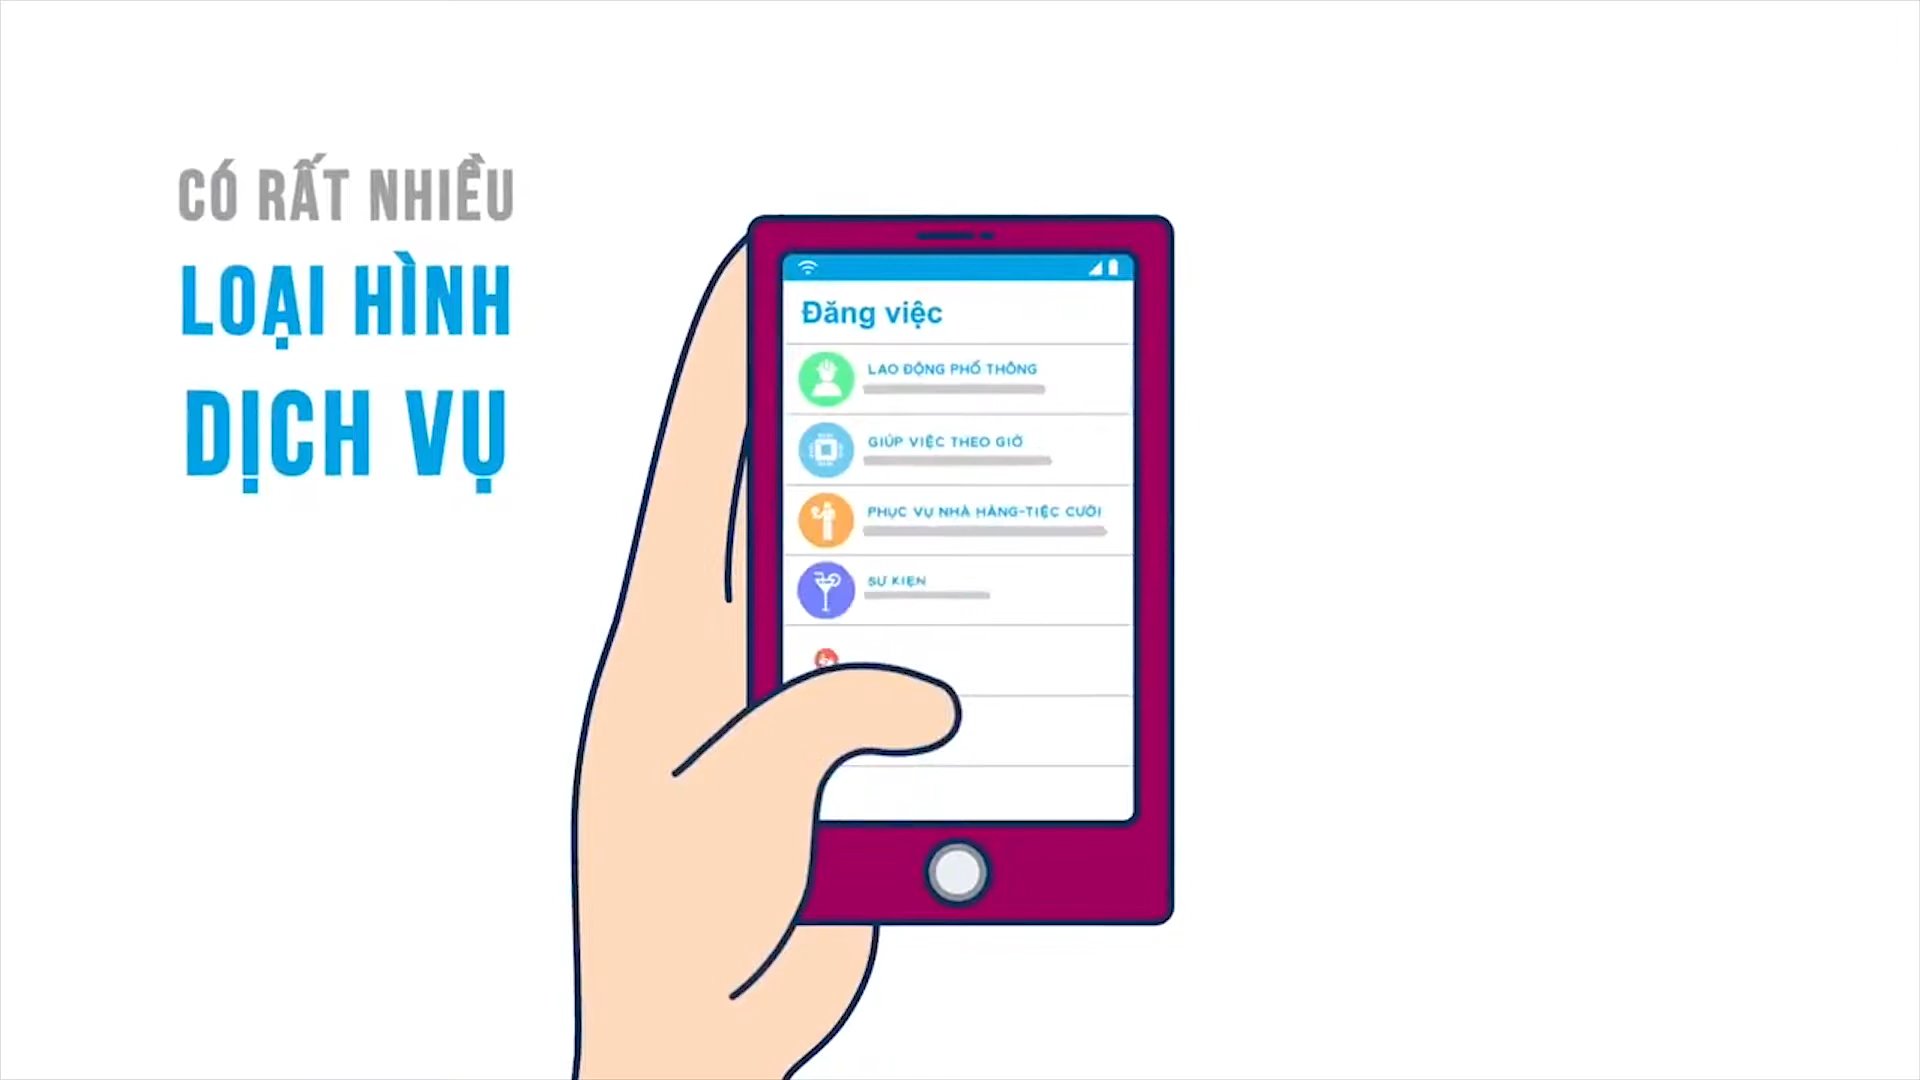 CÓ RẤT NHIỀU
LOẠI HÌNH
DỊCH VỤ
Đăng việc
LAO ĐỘNG PHỔ THÔNG
GIÚP VIỆC THEO GIỜ
PHỤC VỤ NHÀ HÀNG-TIỆC CƯỚI
SỰ KIỆN